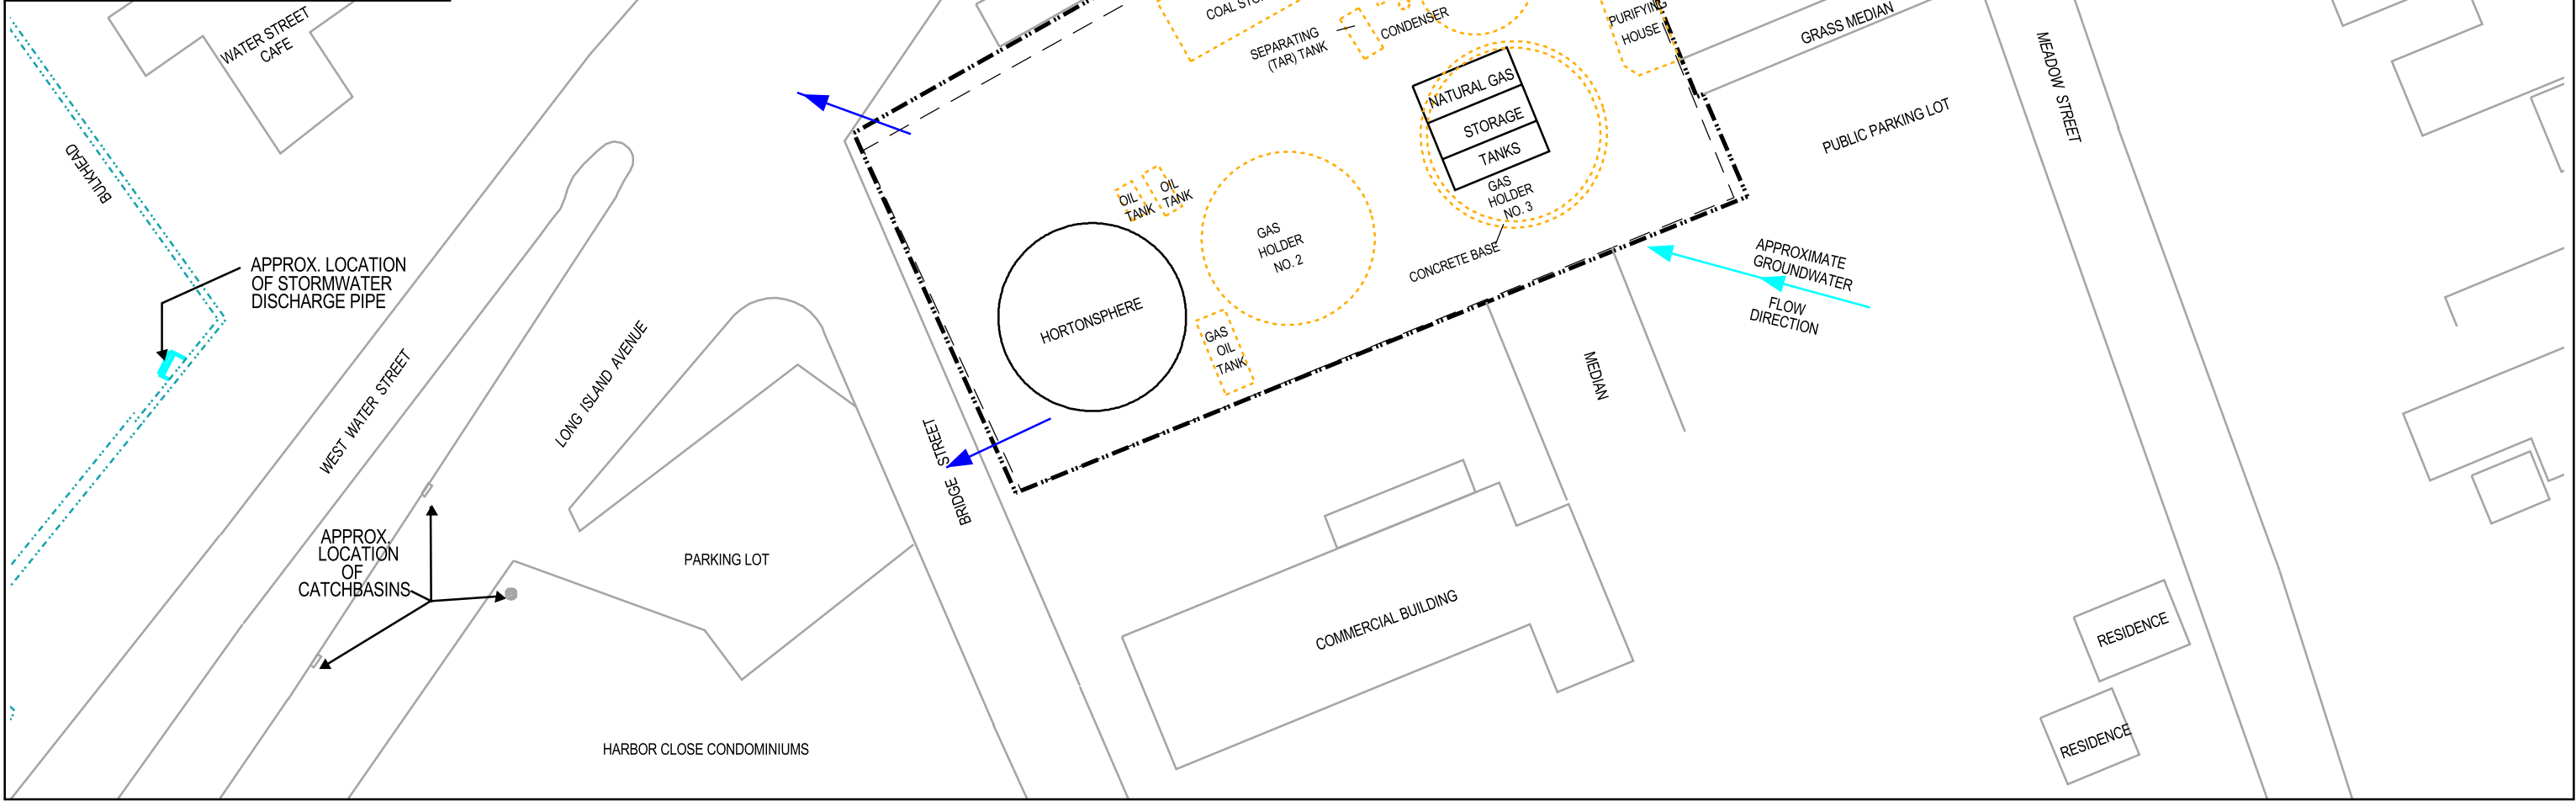 WATER STREET
CAFE
BULKHEAD
APPROX. LOCATION
OF STORMWATER
DISCHARGE PIPE
WEST WATER STREET
LONG ISLAND AVENUE
APPROX.
LOCATION
OF
CATCHBASINS
PARKING LOT
HARBOR CLOSE CONDOMINIUMS
BRIDGE STREET
COAL
SEPARATING
(TAR) TANK
CONDENSER
PURIFYING
HOUSE
GRASS MEDIAN
NATURAL GAS
STORAGE
TANKS
GAS
HOLDER
NO. 3
CONCRETE BASE
OIL
TANK
OIL
TANK
GAS
HOLDER
NO. 2
HORTONSPHERE
GAS
OIL
TANK
PUBLIC PARKING LOT
MEADOW STREET
APPROXIMATE
GROUNDWATER
FLOW
DIRECTION
MEDIAN
COMMERCIAL BUILDING
RESIDENCE
RESIDENCE